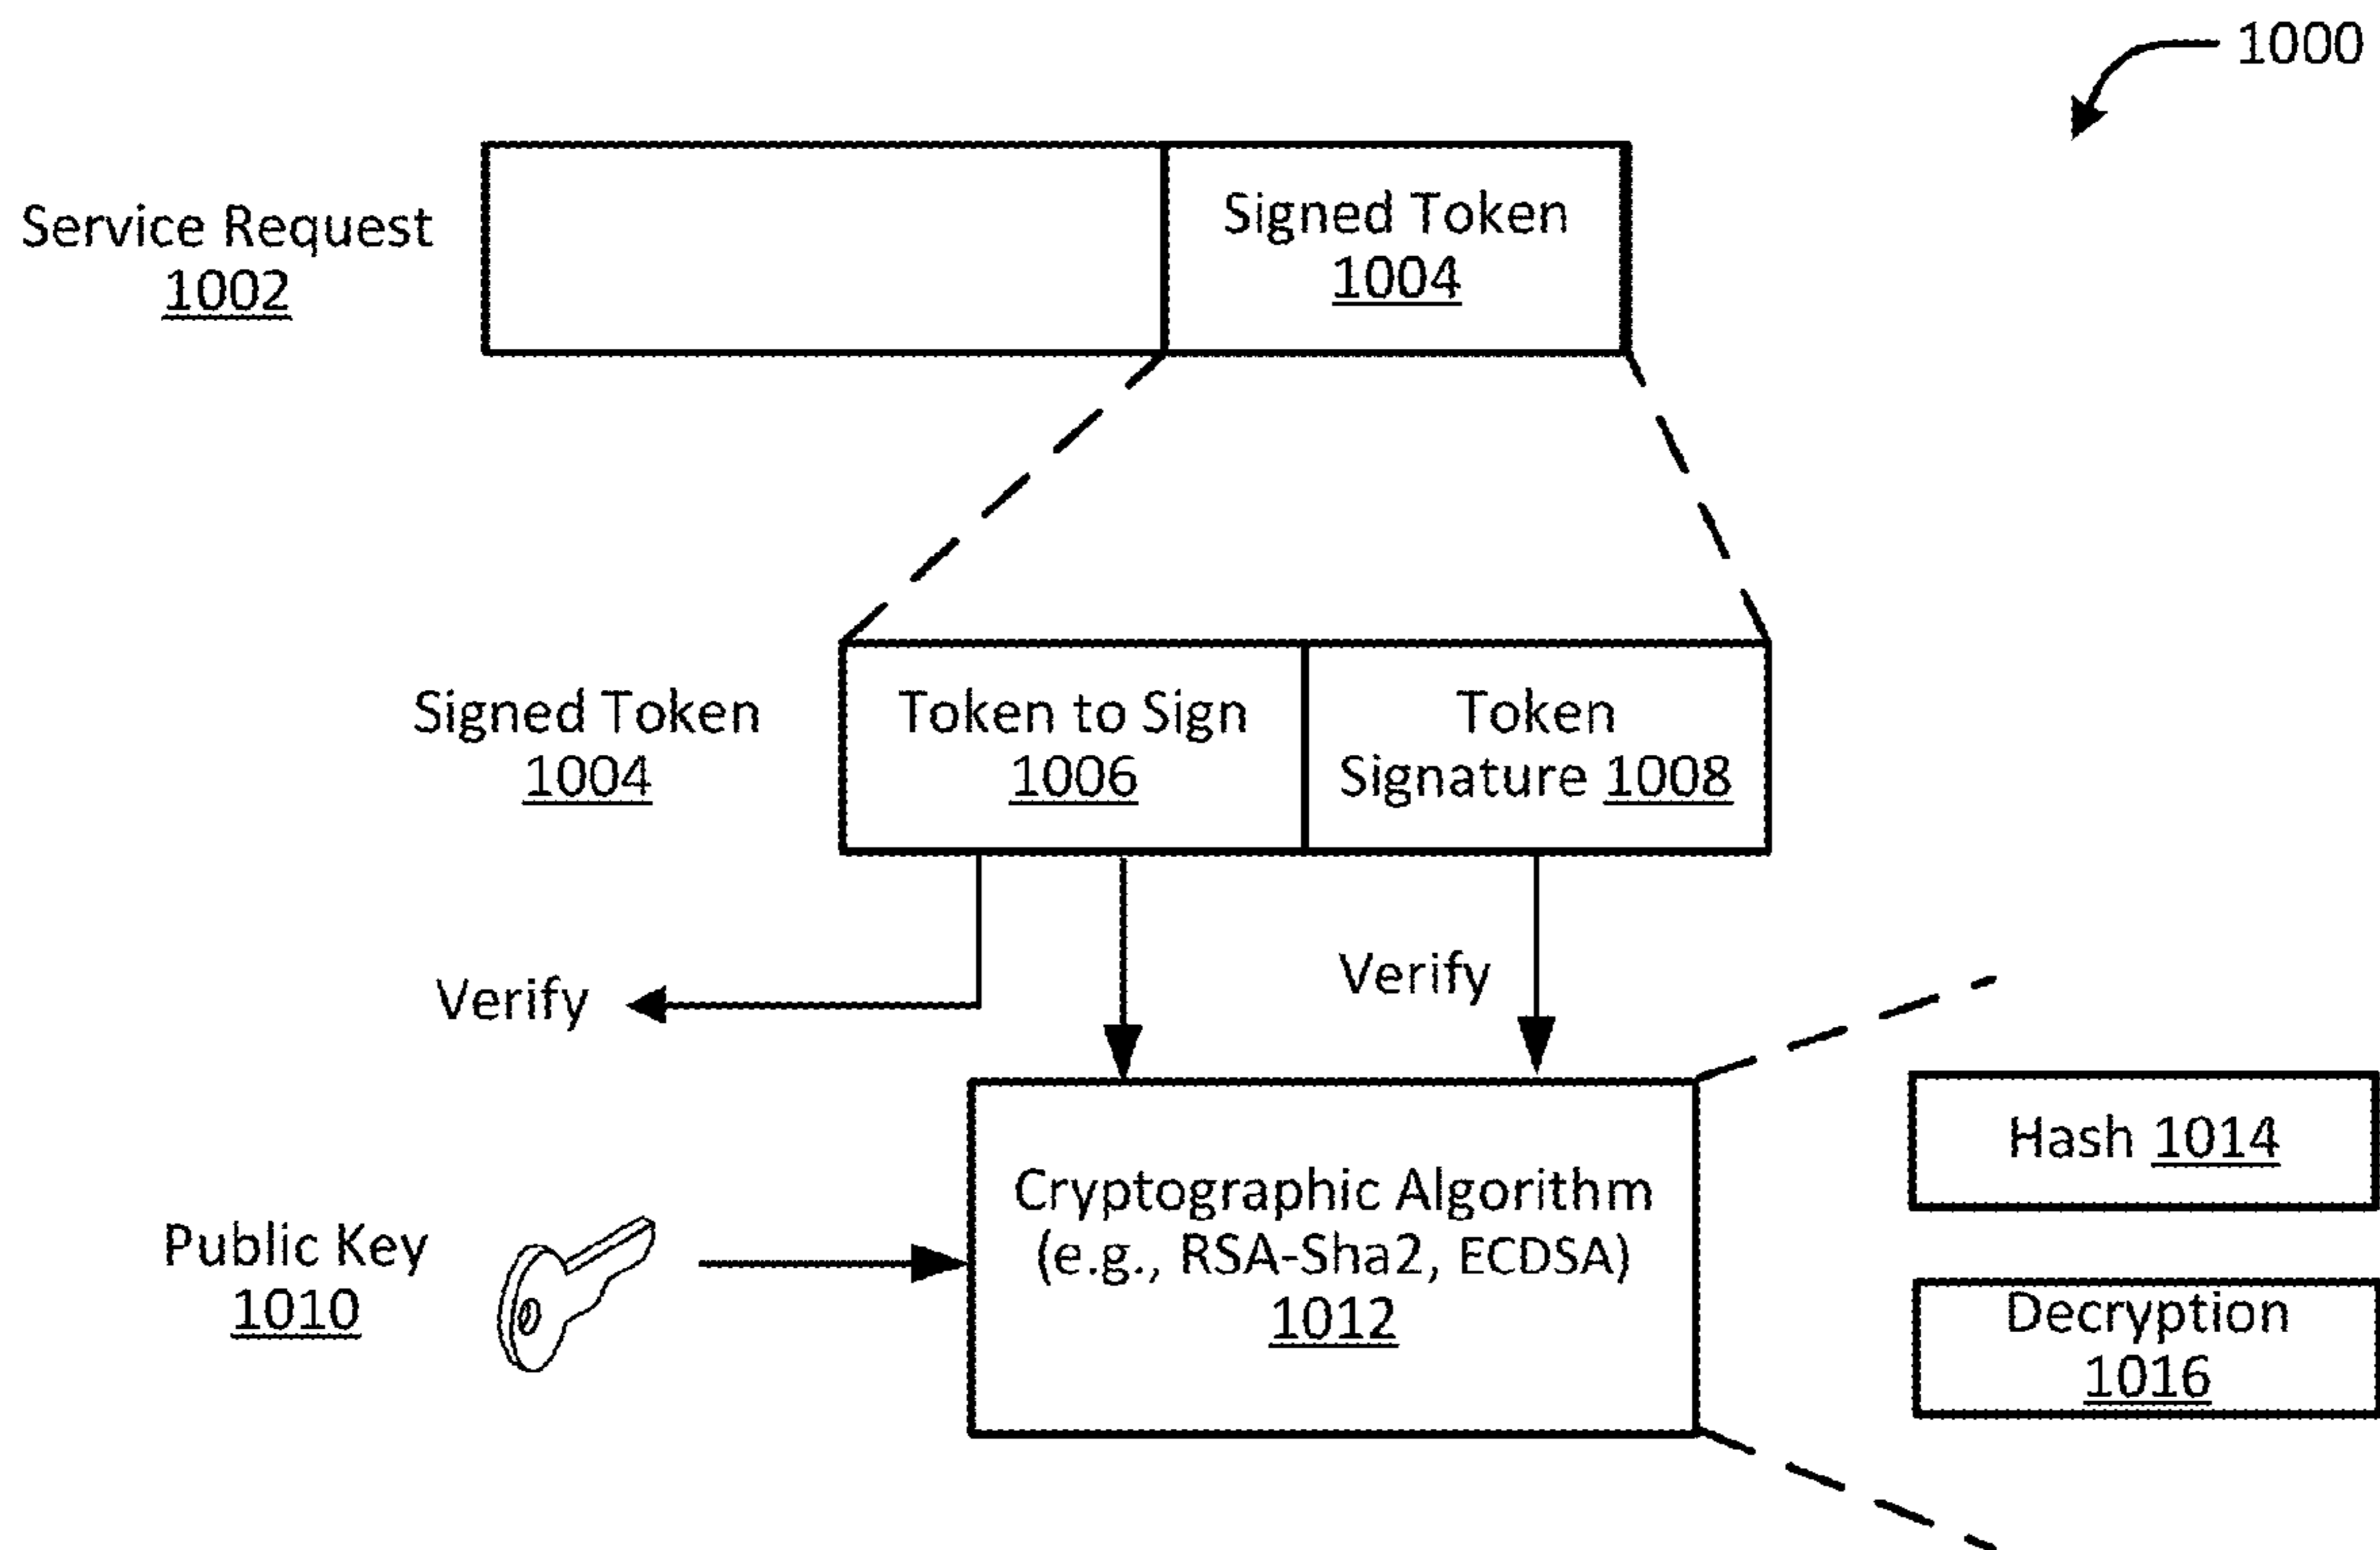 1000
Service Request
1002
Signed Token
1004
Signed Token
1004
Token to Sign
1006
Token
Signature 1008
Verify
Verify
Public Key
1010
Cryptographic Algorithm
(e.g., RSA-Sha2, ECDSA)
1012
Hash 1014
Decryption
1016